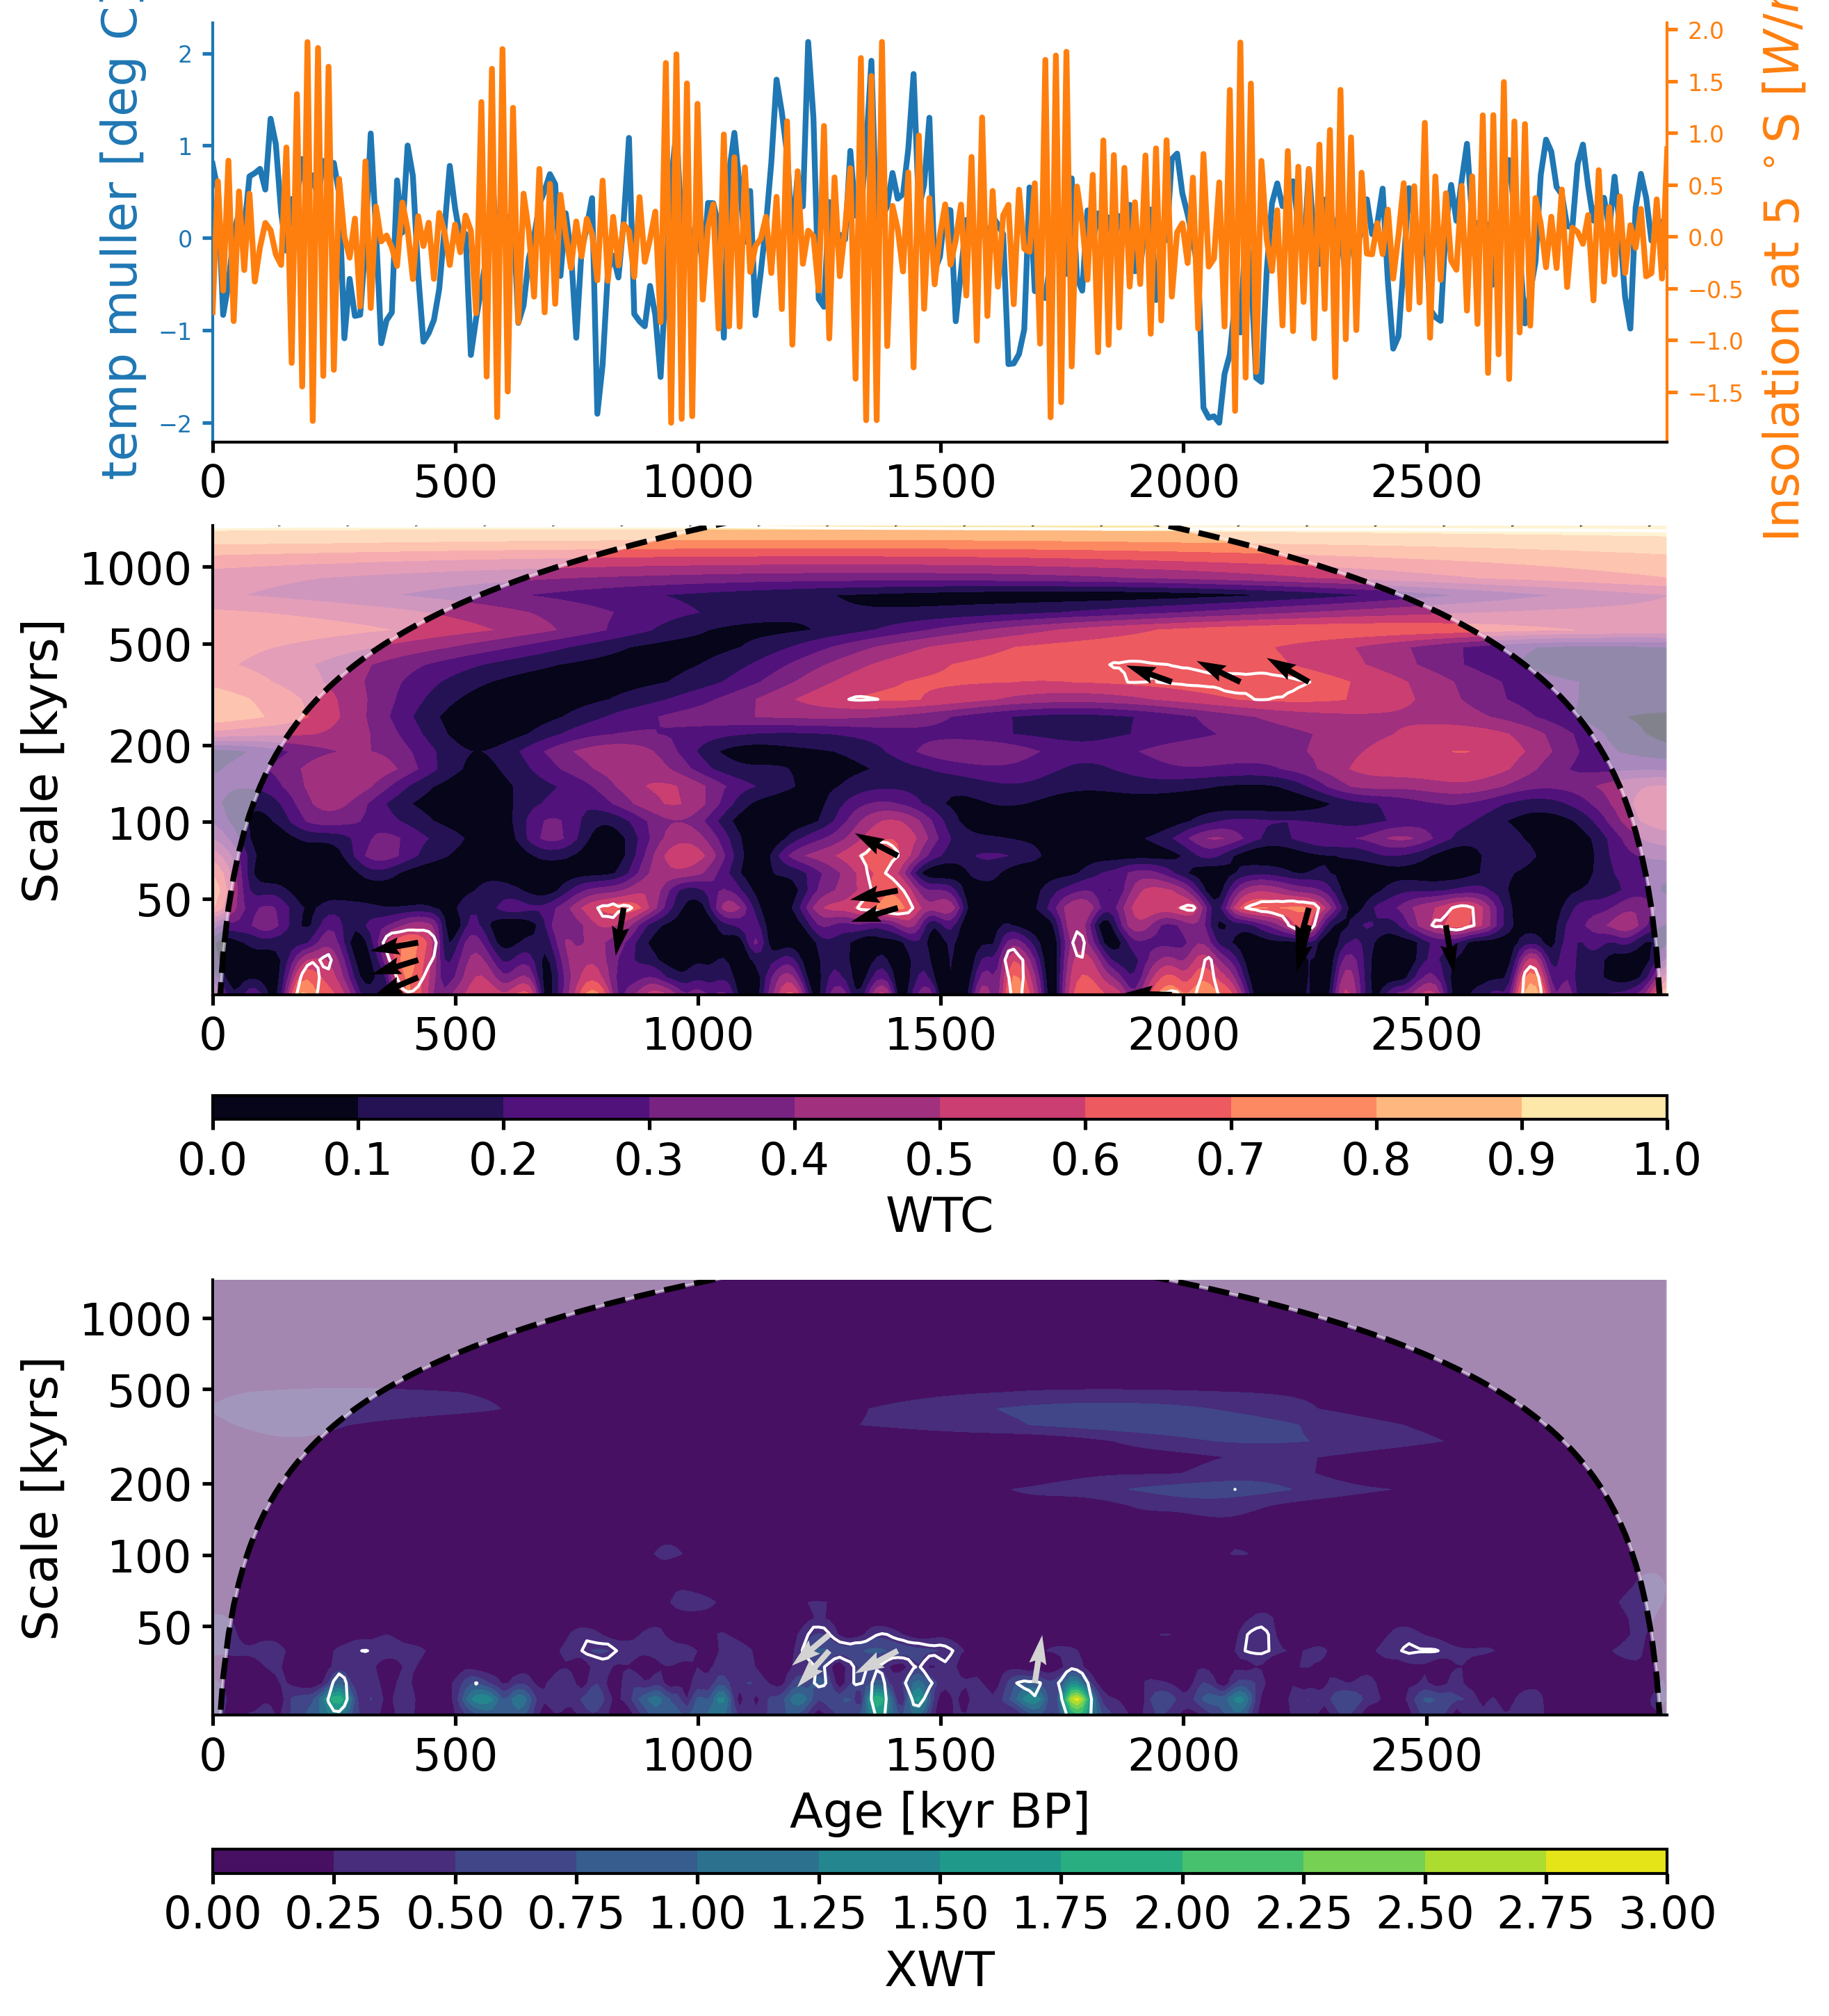 temp muller [deg C]
2
1
0
−1
−2
2.0
1.5
1.0
0.5
0.0
−0.5
−1.0
−1.5
Insolation at 5 °S [W/
0 500 1000 1500 2000 2500
Scale [kyrs]
1000
500
200
100
50
0 500 1000 1500 2000 2500
0.0 0.1 0.2 0.3 0.4 0.5 0.6 0.7 0.8 0.9 1.0
WTC
Scale [kyrs]
1000
500
200
100
50
0 500 1000 1500 2000 2500
Age [kyr BP]
0.00 0.25 0.50 0.75 1.00 1.25 1.50 1.75 2.00 2.25 2.50 2.75 3.00
XWT